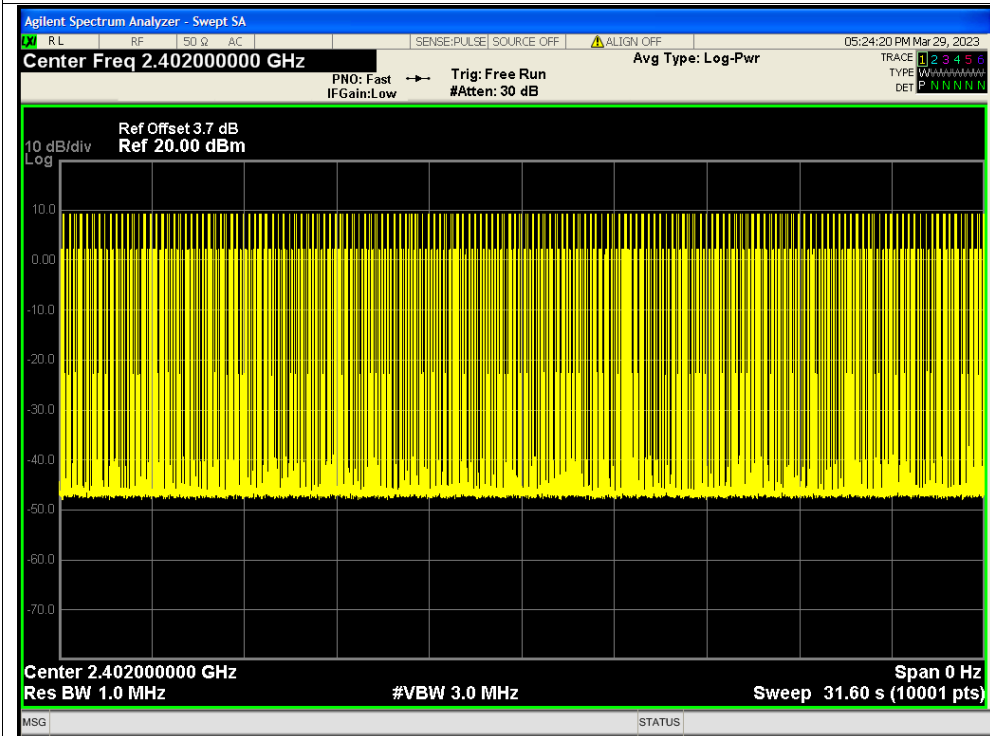 Agilent Spectrum Analyzer - Swept SA
LXI RL RF 50 Ω AC SENSE:PULSE SOURCE OFF ALIGN OFF 05:24:20 PM Mar 29, 2023
Center Freq 2.402000000 GHz
PNO: Fast
IFGain:Low
Trig: Free Run
#Atten: 30 dB
Avg Type: Log-Pwr
TRACE 1 2 3 4 5 6
TYPE WWWWWW
DET P N N N N N
Ref Offset 3.7 dB
10 dB/div Ref 20.00 dBm
Log
10.0
0.00
-10.0
-20.0
-30.0
-40.0
-50.0
-60.0
-70.0
Center 2.402000000 GHz Span 0 Hz
Res BW 1.0 MHz #VBW 3.0 MHz Sweep 31.60 s (10001 pts)
MSG STATUS